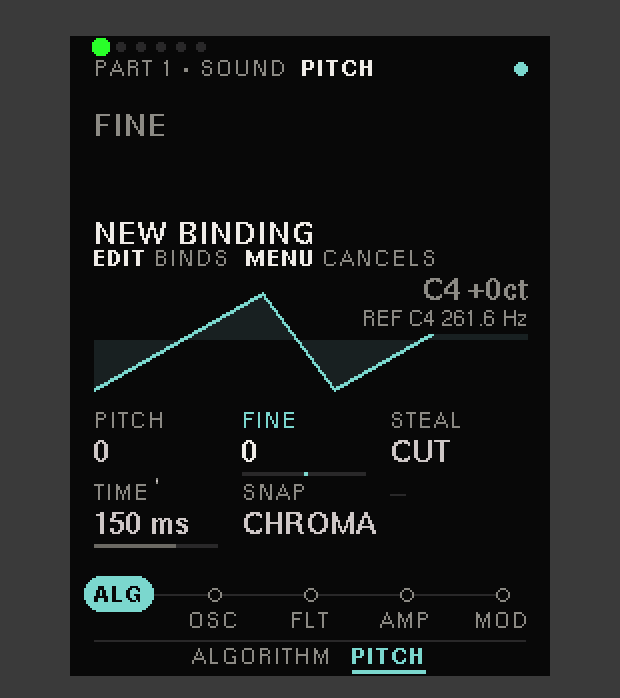 PART 1 · SOUND PITCH
FINE
NEW BINDING
EDIT BINDS MENU CANCELS
C4 +0ct
REF C4 261.6 Hz
PITCH FINE STEAL
0 0 CUT
TIME ' SNAP —
150 ms CHROMA
ALG
OSC FLT AMP MOD
ALGORITHM PITCH